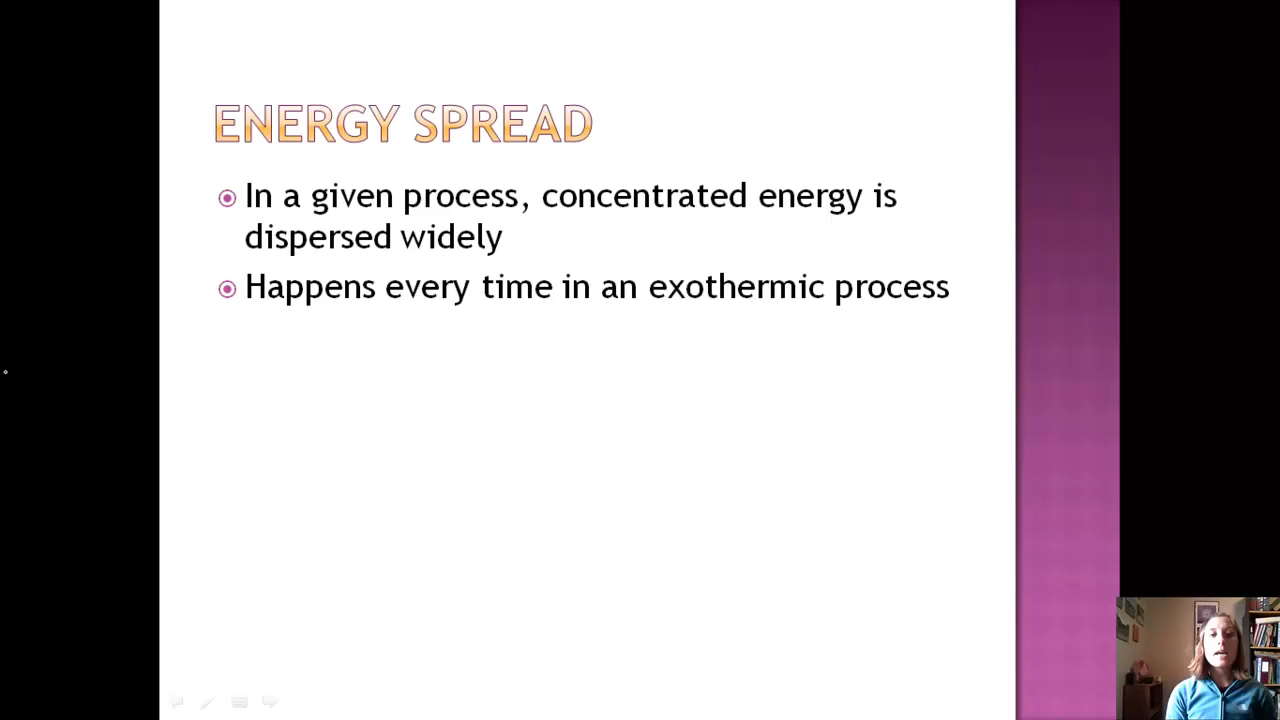 ENERGY SPREAD
In a given process, concentrated energy is
dispersed widely
Happens every time in an exothermic process